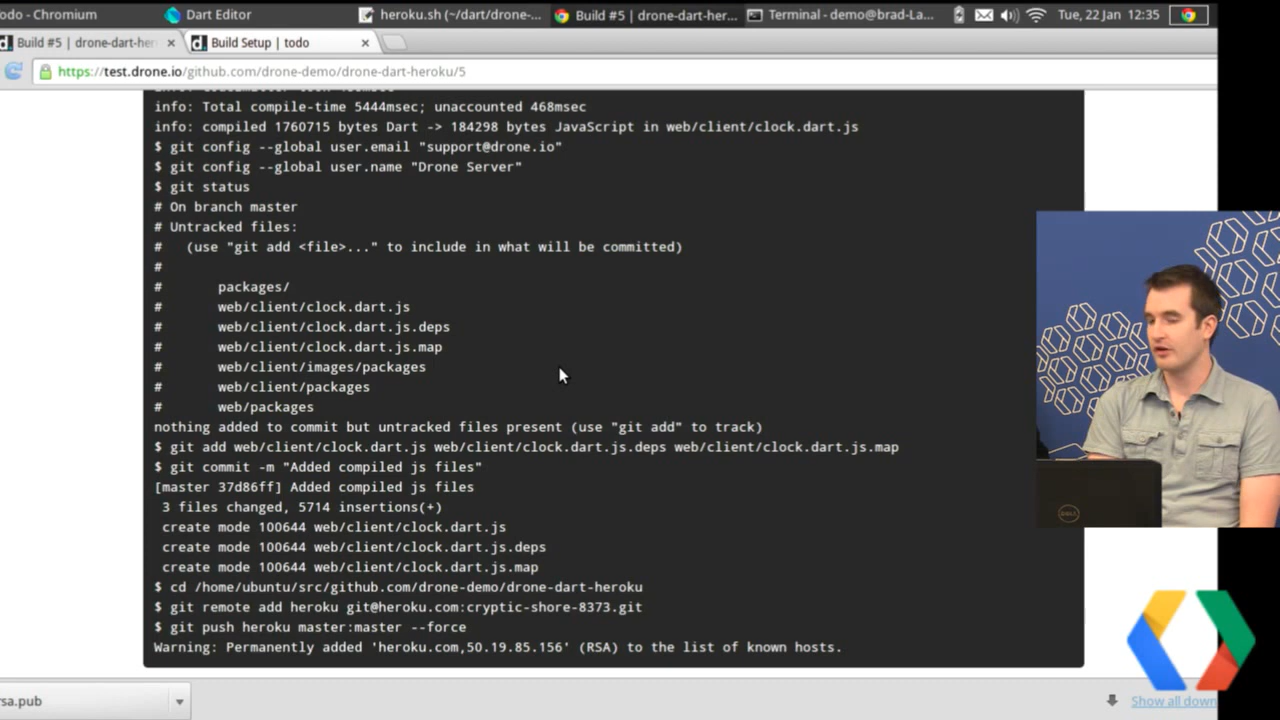 odo - Chromium
Dart Editor
heroku.sh (~/dart/drone-...
Build #5 | drone-dart-her...
Terminal - demo@brad-La...
Tue, 22 Jan 12:35
Build #5 | drone-dart-her
Build Setup | todo
https://test.drone.io/github.com/drone-demo/drone-dart-heroku/5
info: Total compile-time 5444msec; unaccounted 468msec
info: compiled 1760715 bytes Dart -> 184298 bytes JavaScript in web/client/clock.dart.js
$ git config --global user.email "support@drone.io"
$ git config --global user.name "Drone Server"
$ git status
# On branch master
# Untracked files:
#   (use "git add <file>..." to include in what will be committed)
#
#       packages/
#       web/client/clock.dart.js
#       web/client/clock.dart.js.deps
#       web/client/clock.dart.js.map
#       web/client/images/packages
#       web/client/packages
#       web/packages
nothing added to commit but untracked files present (use "git add" to track)
$ git add web/client/clock.dart.js web/client/clock.dart.js.deps web/client/clock.dart.js.map
$ git commit -m "Added compiled js files"
[master 37d86ff] Added compiled js files
3 files changed, 5714 insertions(+)
create mode 100644 web/client/clock.dart.js
create mode 100644 web/client/clock.dart.js.deps
create mode 100644 web/client/clock.dart.js.map
$ cd /home/ubuntu/src/github.com/drone-demo/drone-dart-heroku
$ git remote add heroku git@heroku.com:cryptic-shore-8373.git
$ git push heroku master:master --force
Warning: Permanently added 'heroku.com,50.19.85.156' (RSA) to the list of known hosts.
DELL
sa.pub
Show all down